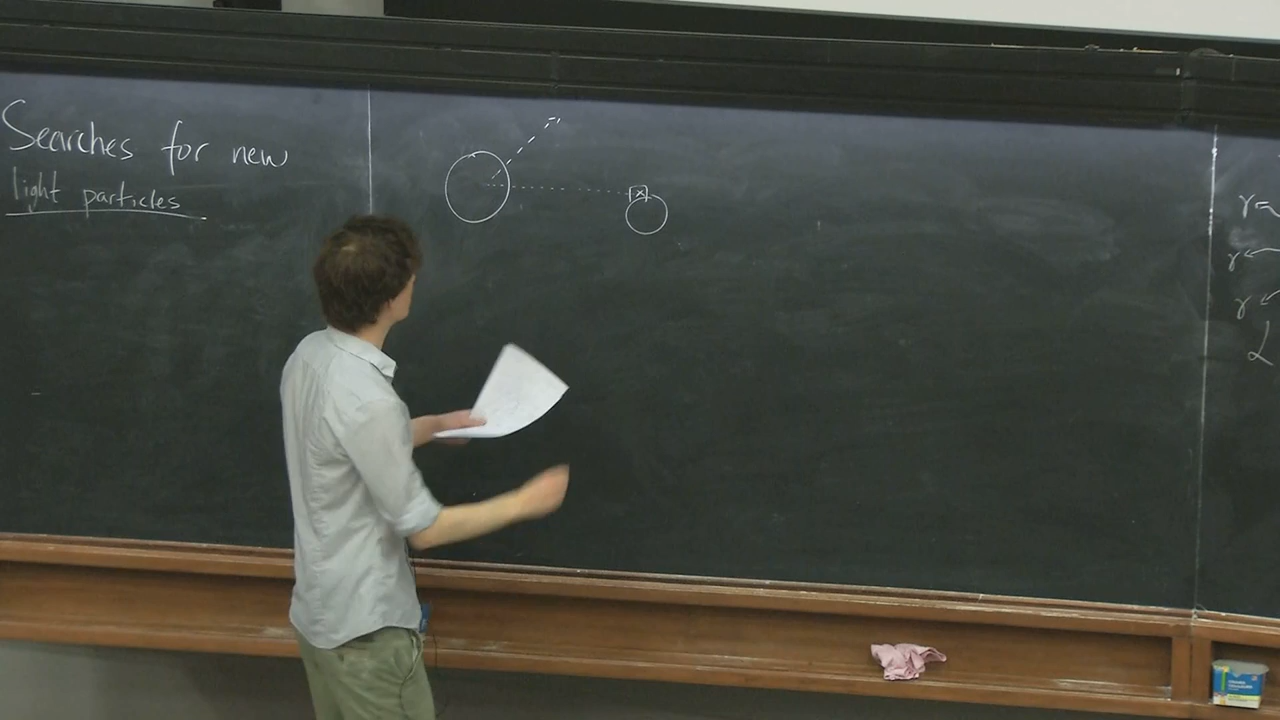 Searches for new
light particles
x
γ
γ
γ
L